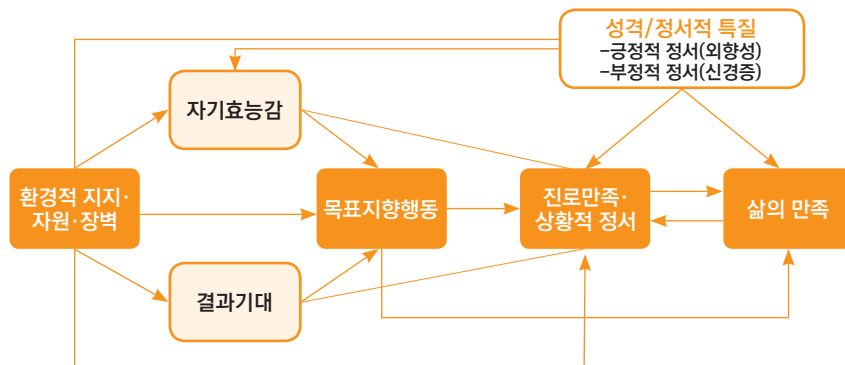 성격/정서적 특질
-긍정적 정서(외향성)
-부정적 정서(신경증)
자기효능감
환경적 지지·
자원·장벽
목표지향행동
진로만족·
상황적 정서
삶의 만족
결과기대